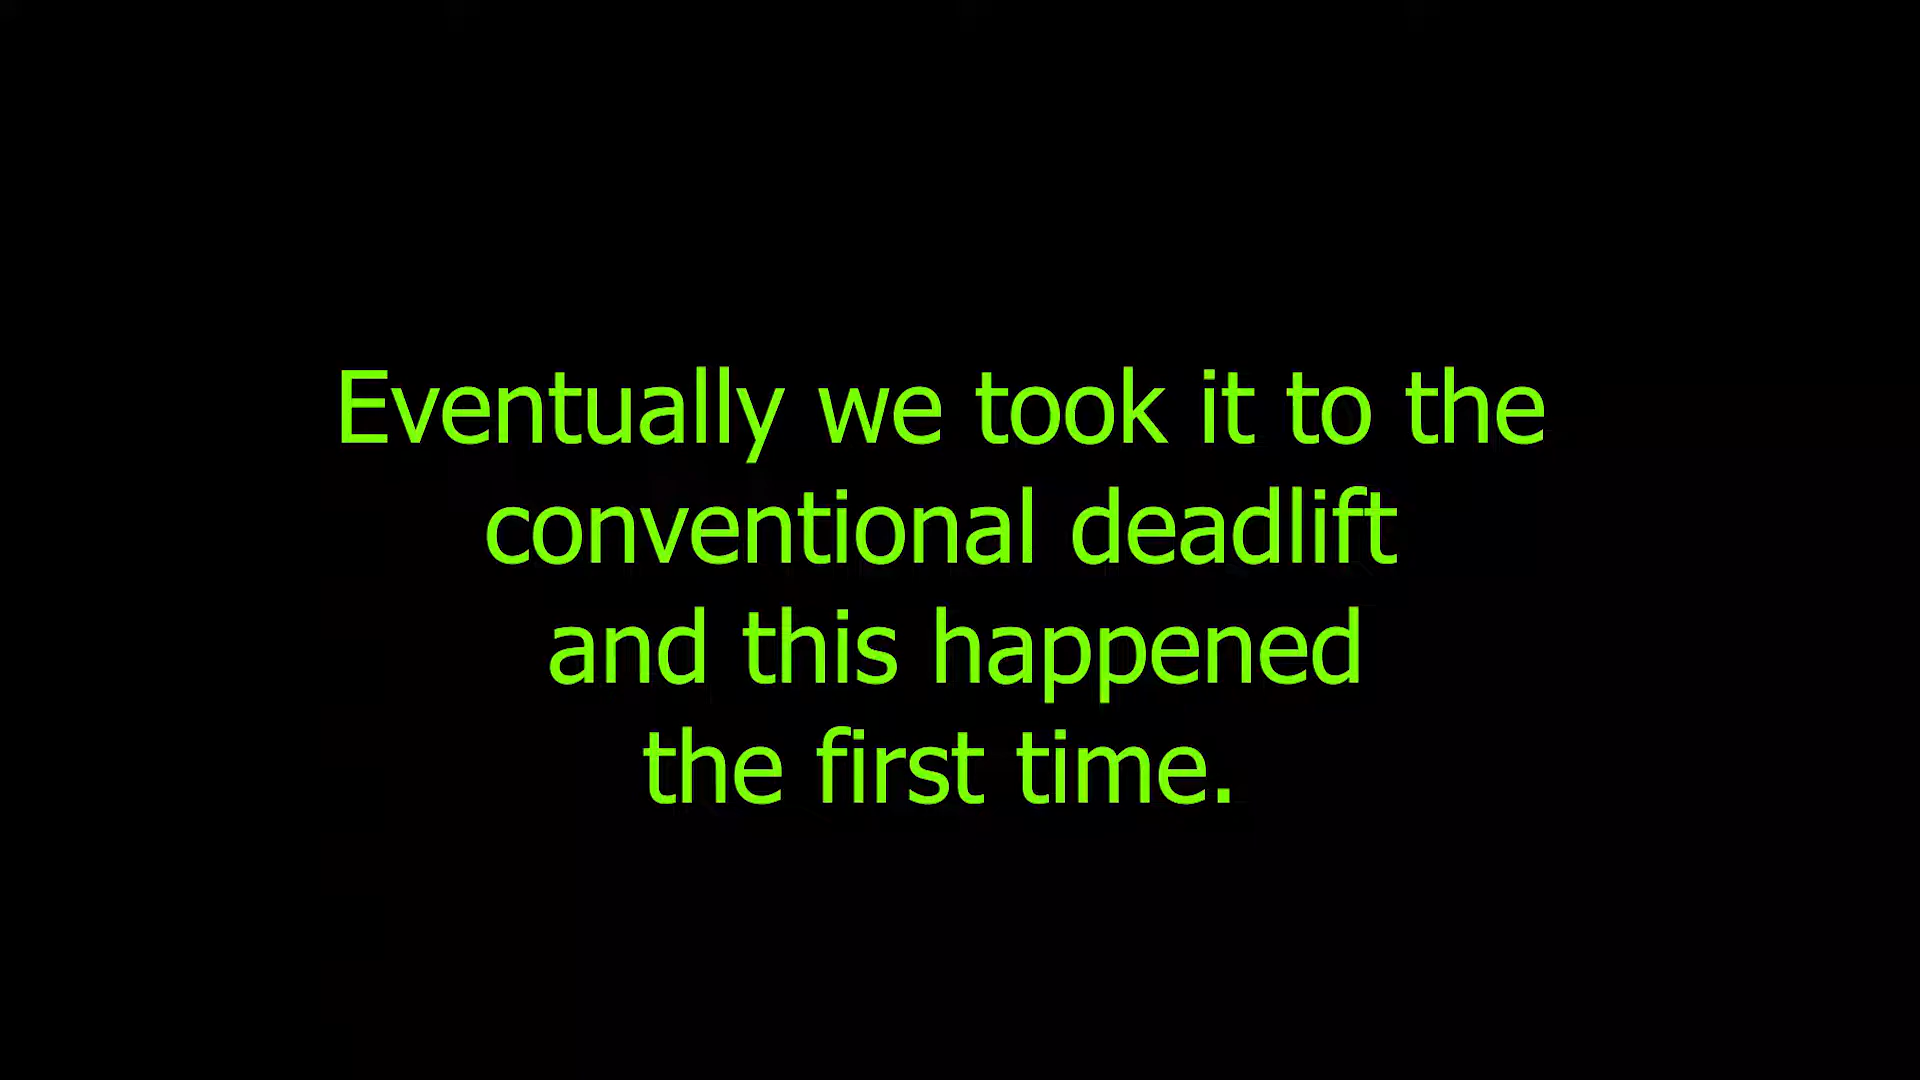 Eventually we took it to the
conventional deadlift
and this happened
the first time.